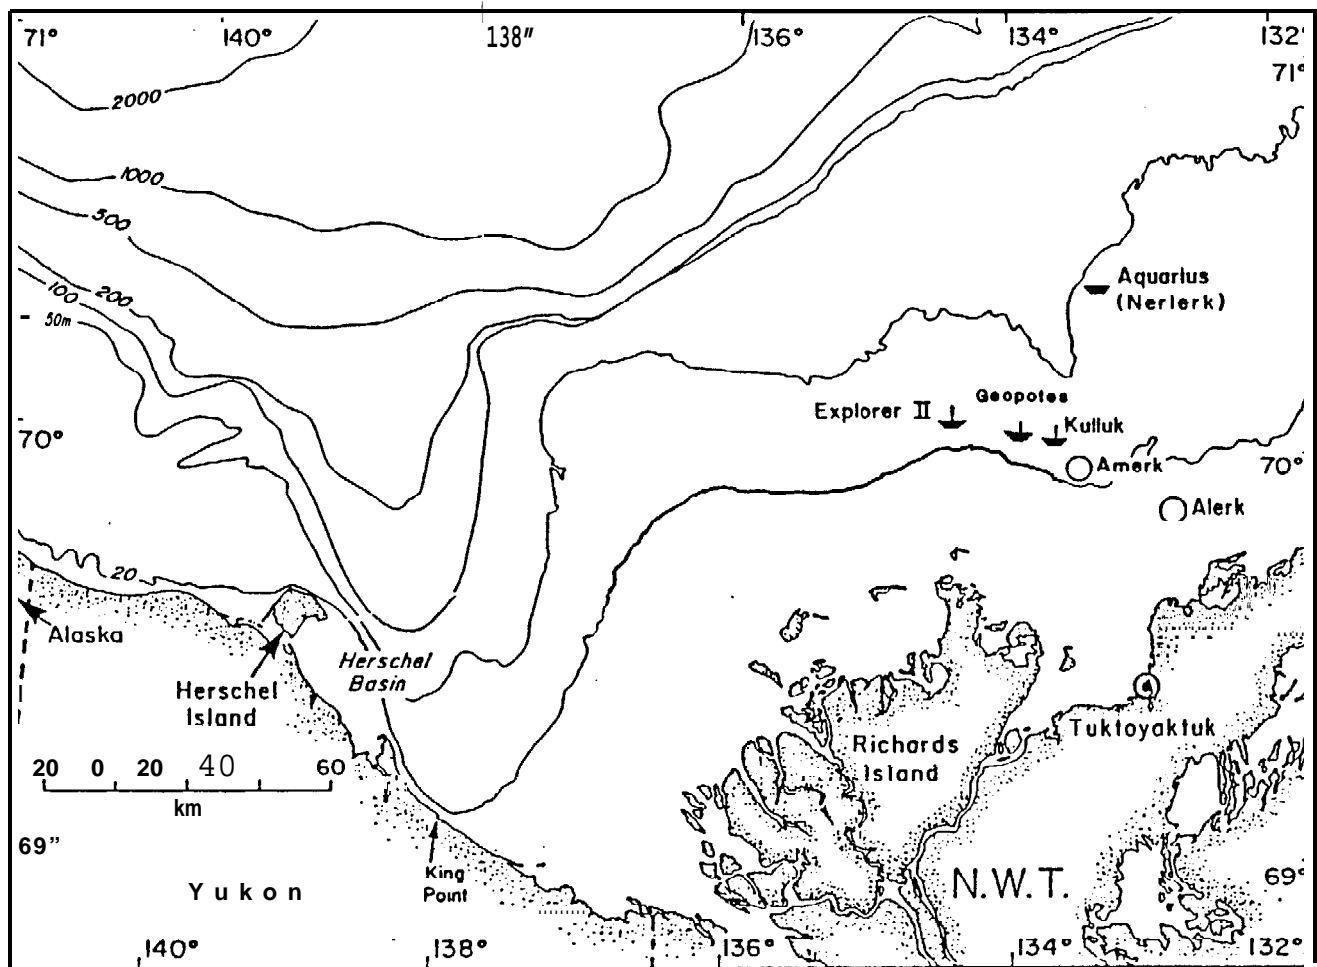 71° 140° 138" 136° 134° 132°
71°
2000
1000
500
200
100
50m
Aquarius
(Nerlerk)
Geopotes
Explorer II
Kulluk
70°
Amerk
70°
Alerk
20
Alaska
Herschel
Basin
Herschel
Island
Richards
Island
Tuktoyaktuk
20 0 20 40 60
km
69"
King
Point
Yukon
N.W.T.
69°
140° 138° 136° 134° 132°